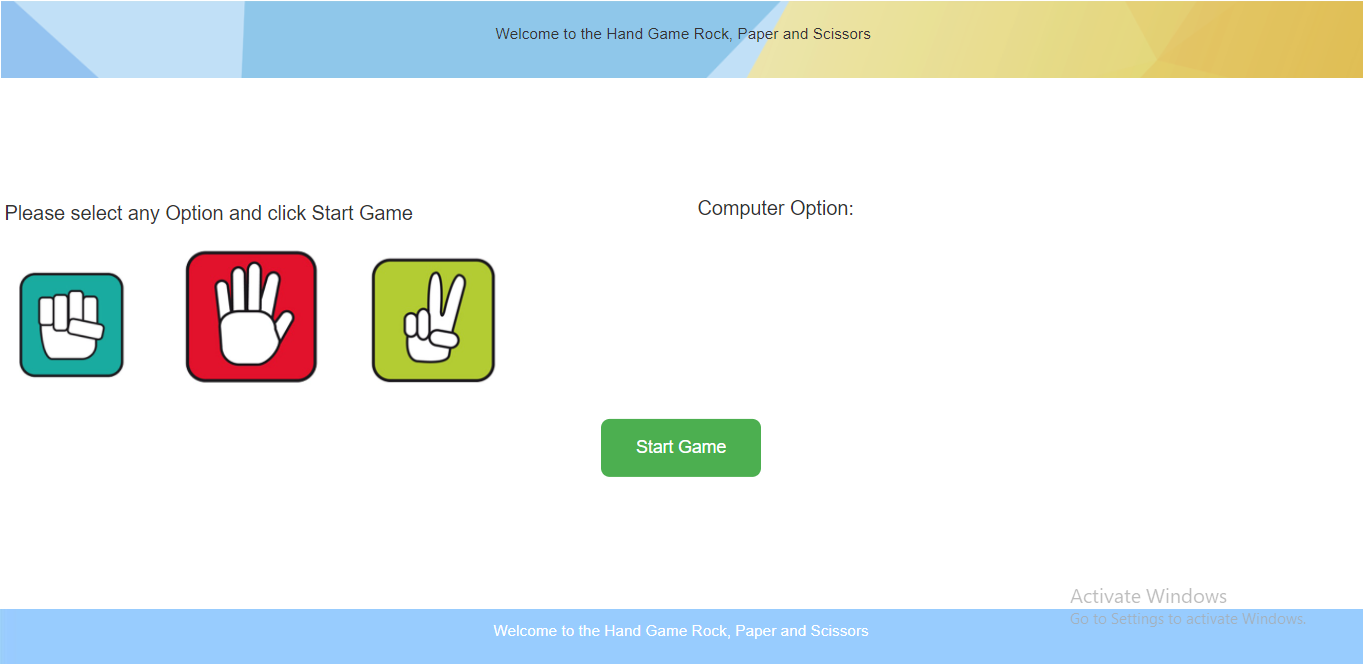 Welcome to the Hand Game Rock, Paper and Scissors
Please select any Option and click Start Game
Computer Option:
Start Game
Activate Windows
Go to Settings to activate Windows.
Welcome to the Hand Game Rock, Paper and Scissors